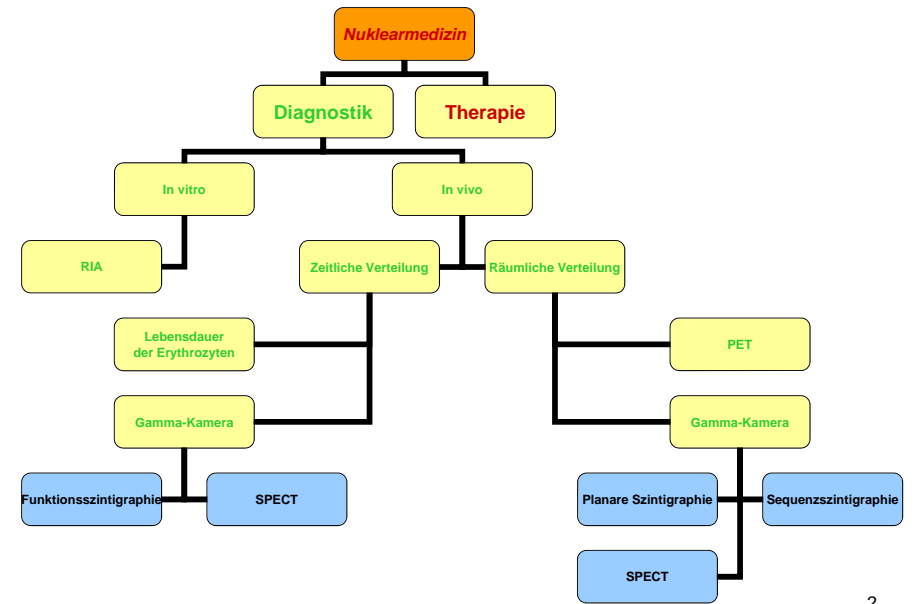 Nuklearmedizin
Diagnostik
Therapie
In vitro
In vivo
RIA
Zeitliche Verteilung
Räumliche Verteilung
Lebensdauer
der Erythrozyten
PET
Gamma-Kamera
Gamma-Kamera
Funktionsszintigraphie
SPECT
Planare Szintigraphie
Sequenzszintigraphie
SPECT
2